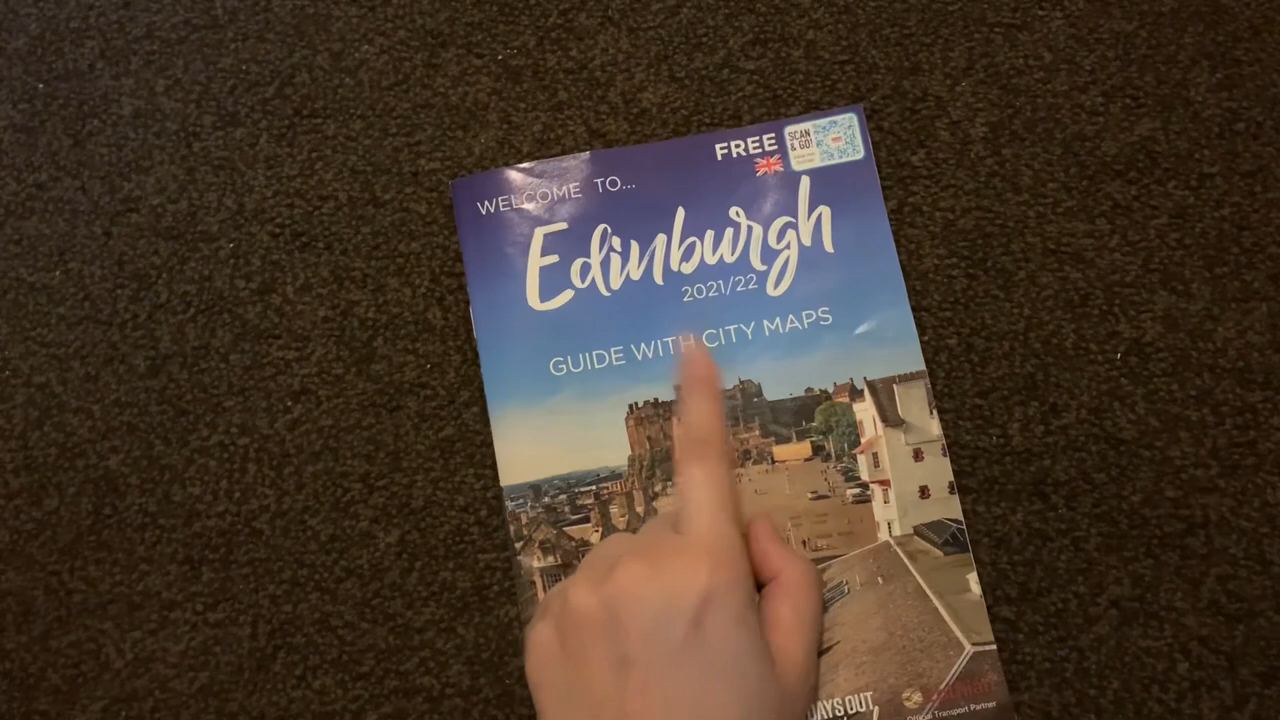 FREE
SCAN
& GO!
WELCOME TO...
Edinburgh
2021/22
GUIDE WITH CITY MAPS
DAYS OUT
Official Transport Partner